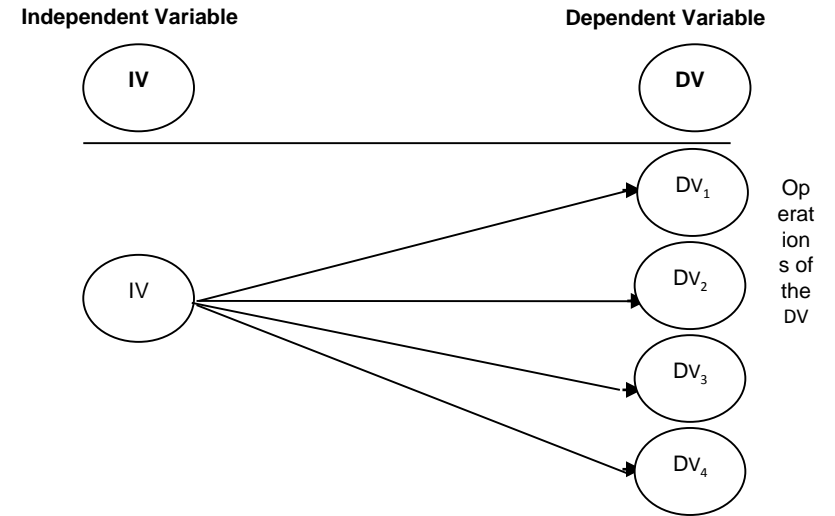 Independent Variable
Dependent Variable
IV
DV
DV₁
Op
erat
ion
s of
the
DV
IV
DV₂
DV₃
DV₄